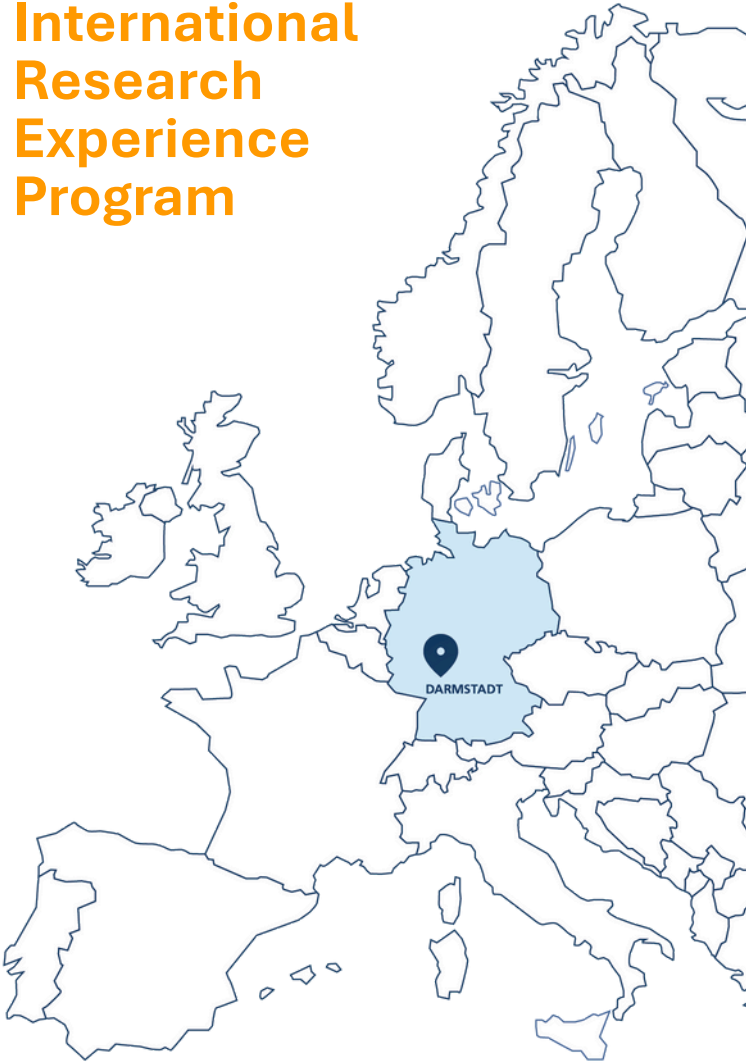 International
Research
Experience
Program
DARMSTADT